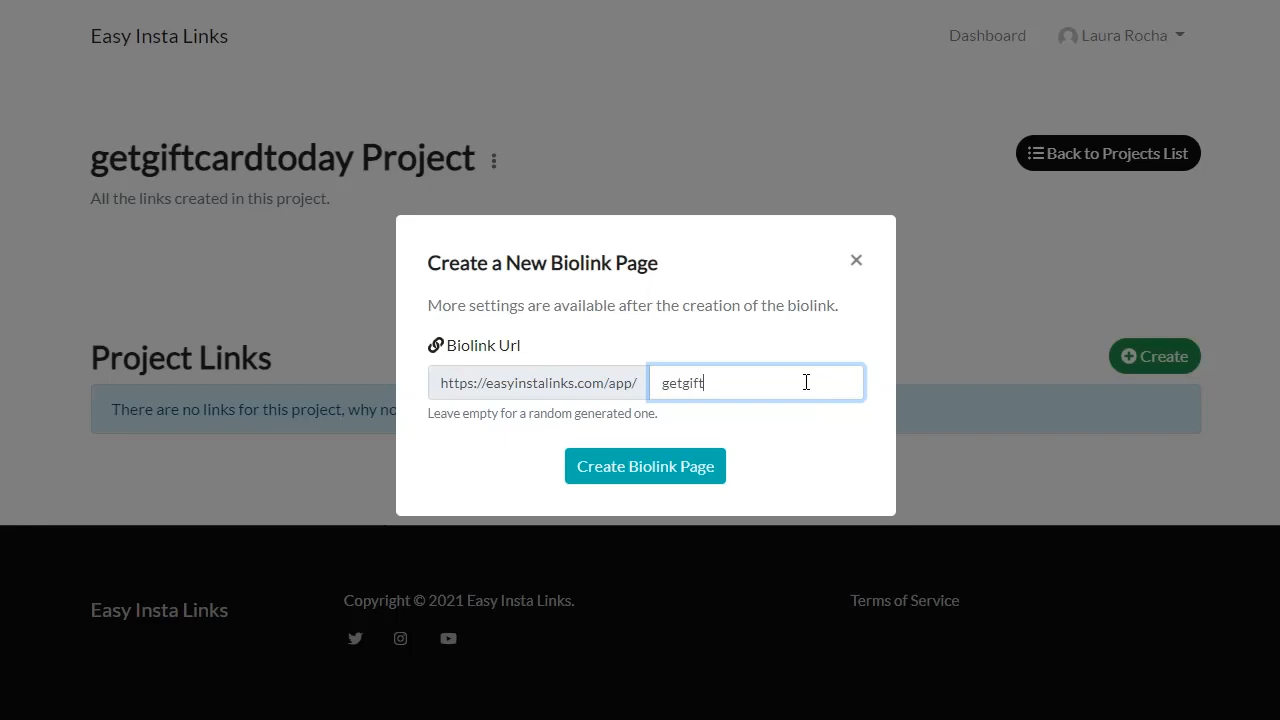 Easy Insta Links
Dashboard
Laura Rocha
getgiftcardtoday Project
Back to Projects List
All the links created in this project.
Create a New Biolink Page
×
More settings are available after the creation of the biolink.
Biolink Url
https://easyinstalinks.com/app/ getgift
Leave empty for a random generated one.
Create Biolink Page
Project Links
Create
There are no links for this project, why no
Easy Insta Links
Copyright © 2021 Easy Insta Links.
Terms of Service